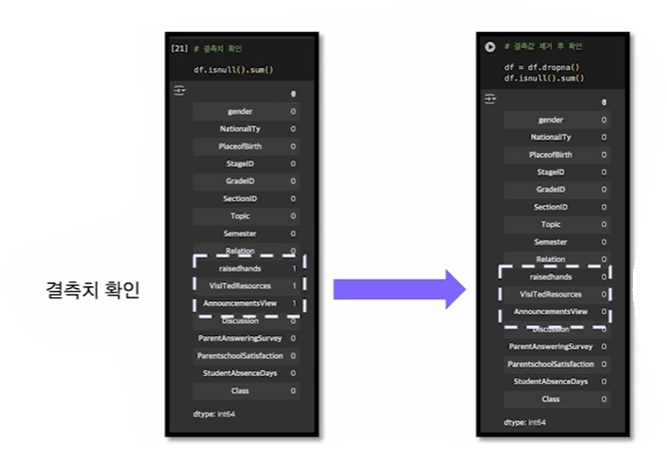 [21] # 결측치 확인
df.isnull().sum()
0
gender 0
NationalITy 0
PlaceofBirth 0
StageID 0
GradeID 0
SectionID 0
Topic 0
Semester 0
Relation 0
raisedhands 1
VisITedResources 1
AnnouncementsView 1
Discussion 0
ParentAnsweringSurvey 0
ParentschoolSatisfaction 0
StudentAbsenceDays 0
Class 0
dtype: int64
결측치 확인
# 결측값 제거 후 확인
df = df.dropna()
df.isnull().sum()
0
gender 0
NationalITy 0
PlaceofBirth 0
StageID 0
GradeID 0
SectionID 0
Topic 0
Semester 0
Relation 0
raisedhands 0
VisITedResources 0
AnnouncementsView 0
Discussion 0
ParentAnsweringSurvey 0
ParentschoolSatisfaction 0
StudentAbsenceDays 0
Class 0
dtype: int64